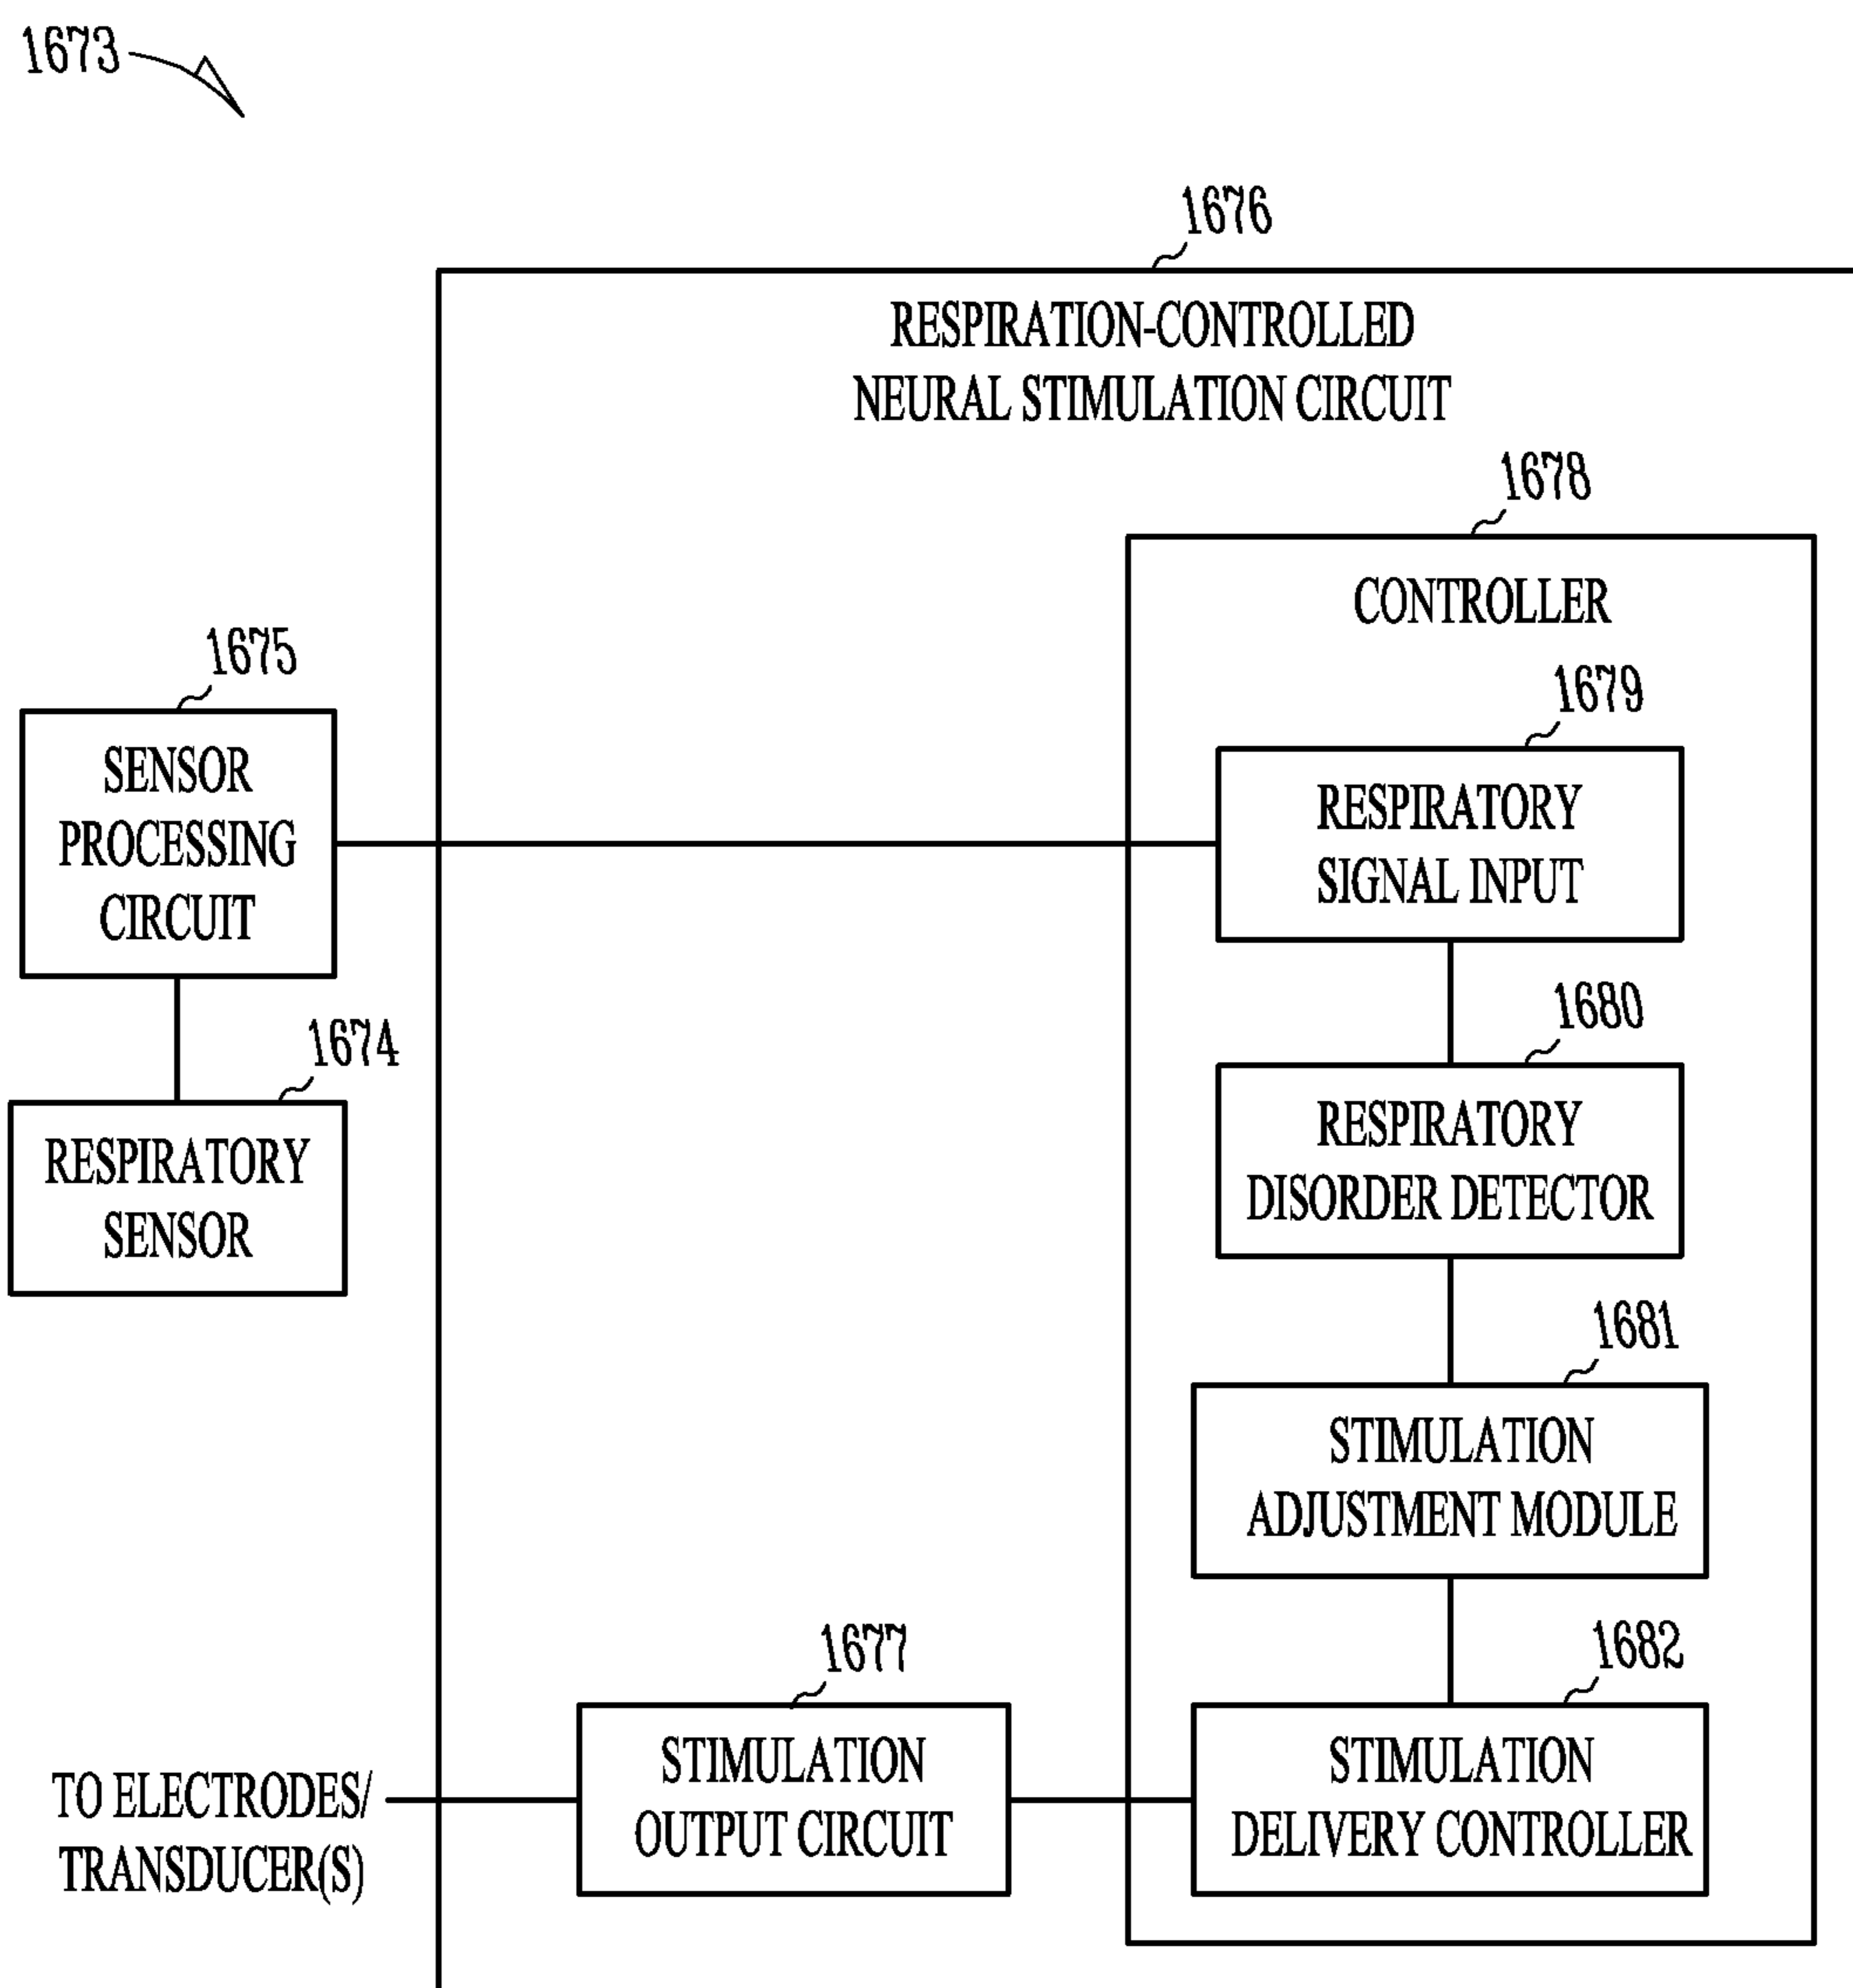 1673
1676
RESPIRATION-CONTROLLED
NEURAL STIMULATION CIRCUIT
1678
CONTROLLER
1675
SENSOR
PROCESSING
CIRCUIT
1679
RESPIRATORY
SIGNAL INPUT
1674
RESPIRATORY
SENSOR
1680
RESPIRATORY
DISORDER DETECTOR
1681
STIMULATION
ADJUSTMENT MODULE
1677
STIMULATION
OUTPUT CIRCUIT
1682
STIMULATION
DELIVERY CONTROLLER
TO ELECTRODES/
TRANSDUCER(S)